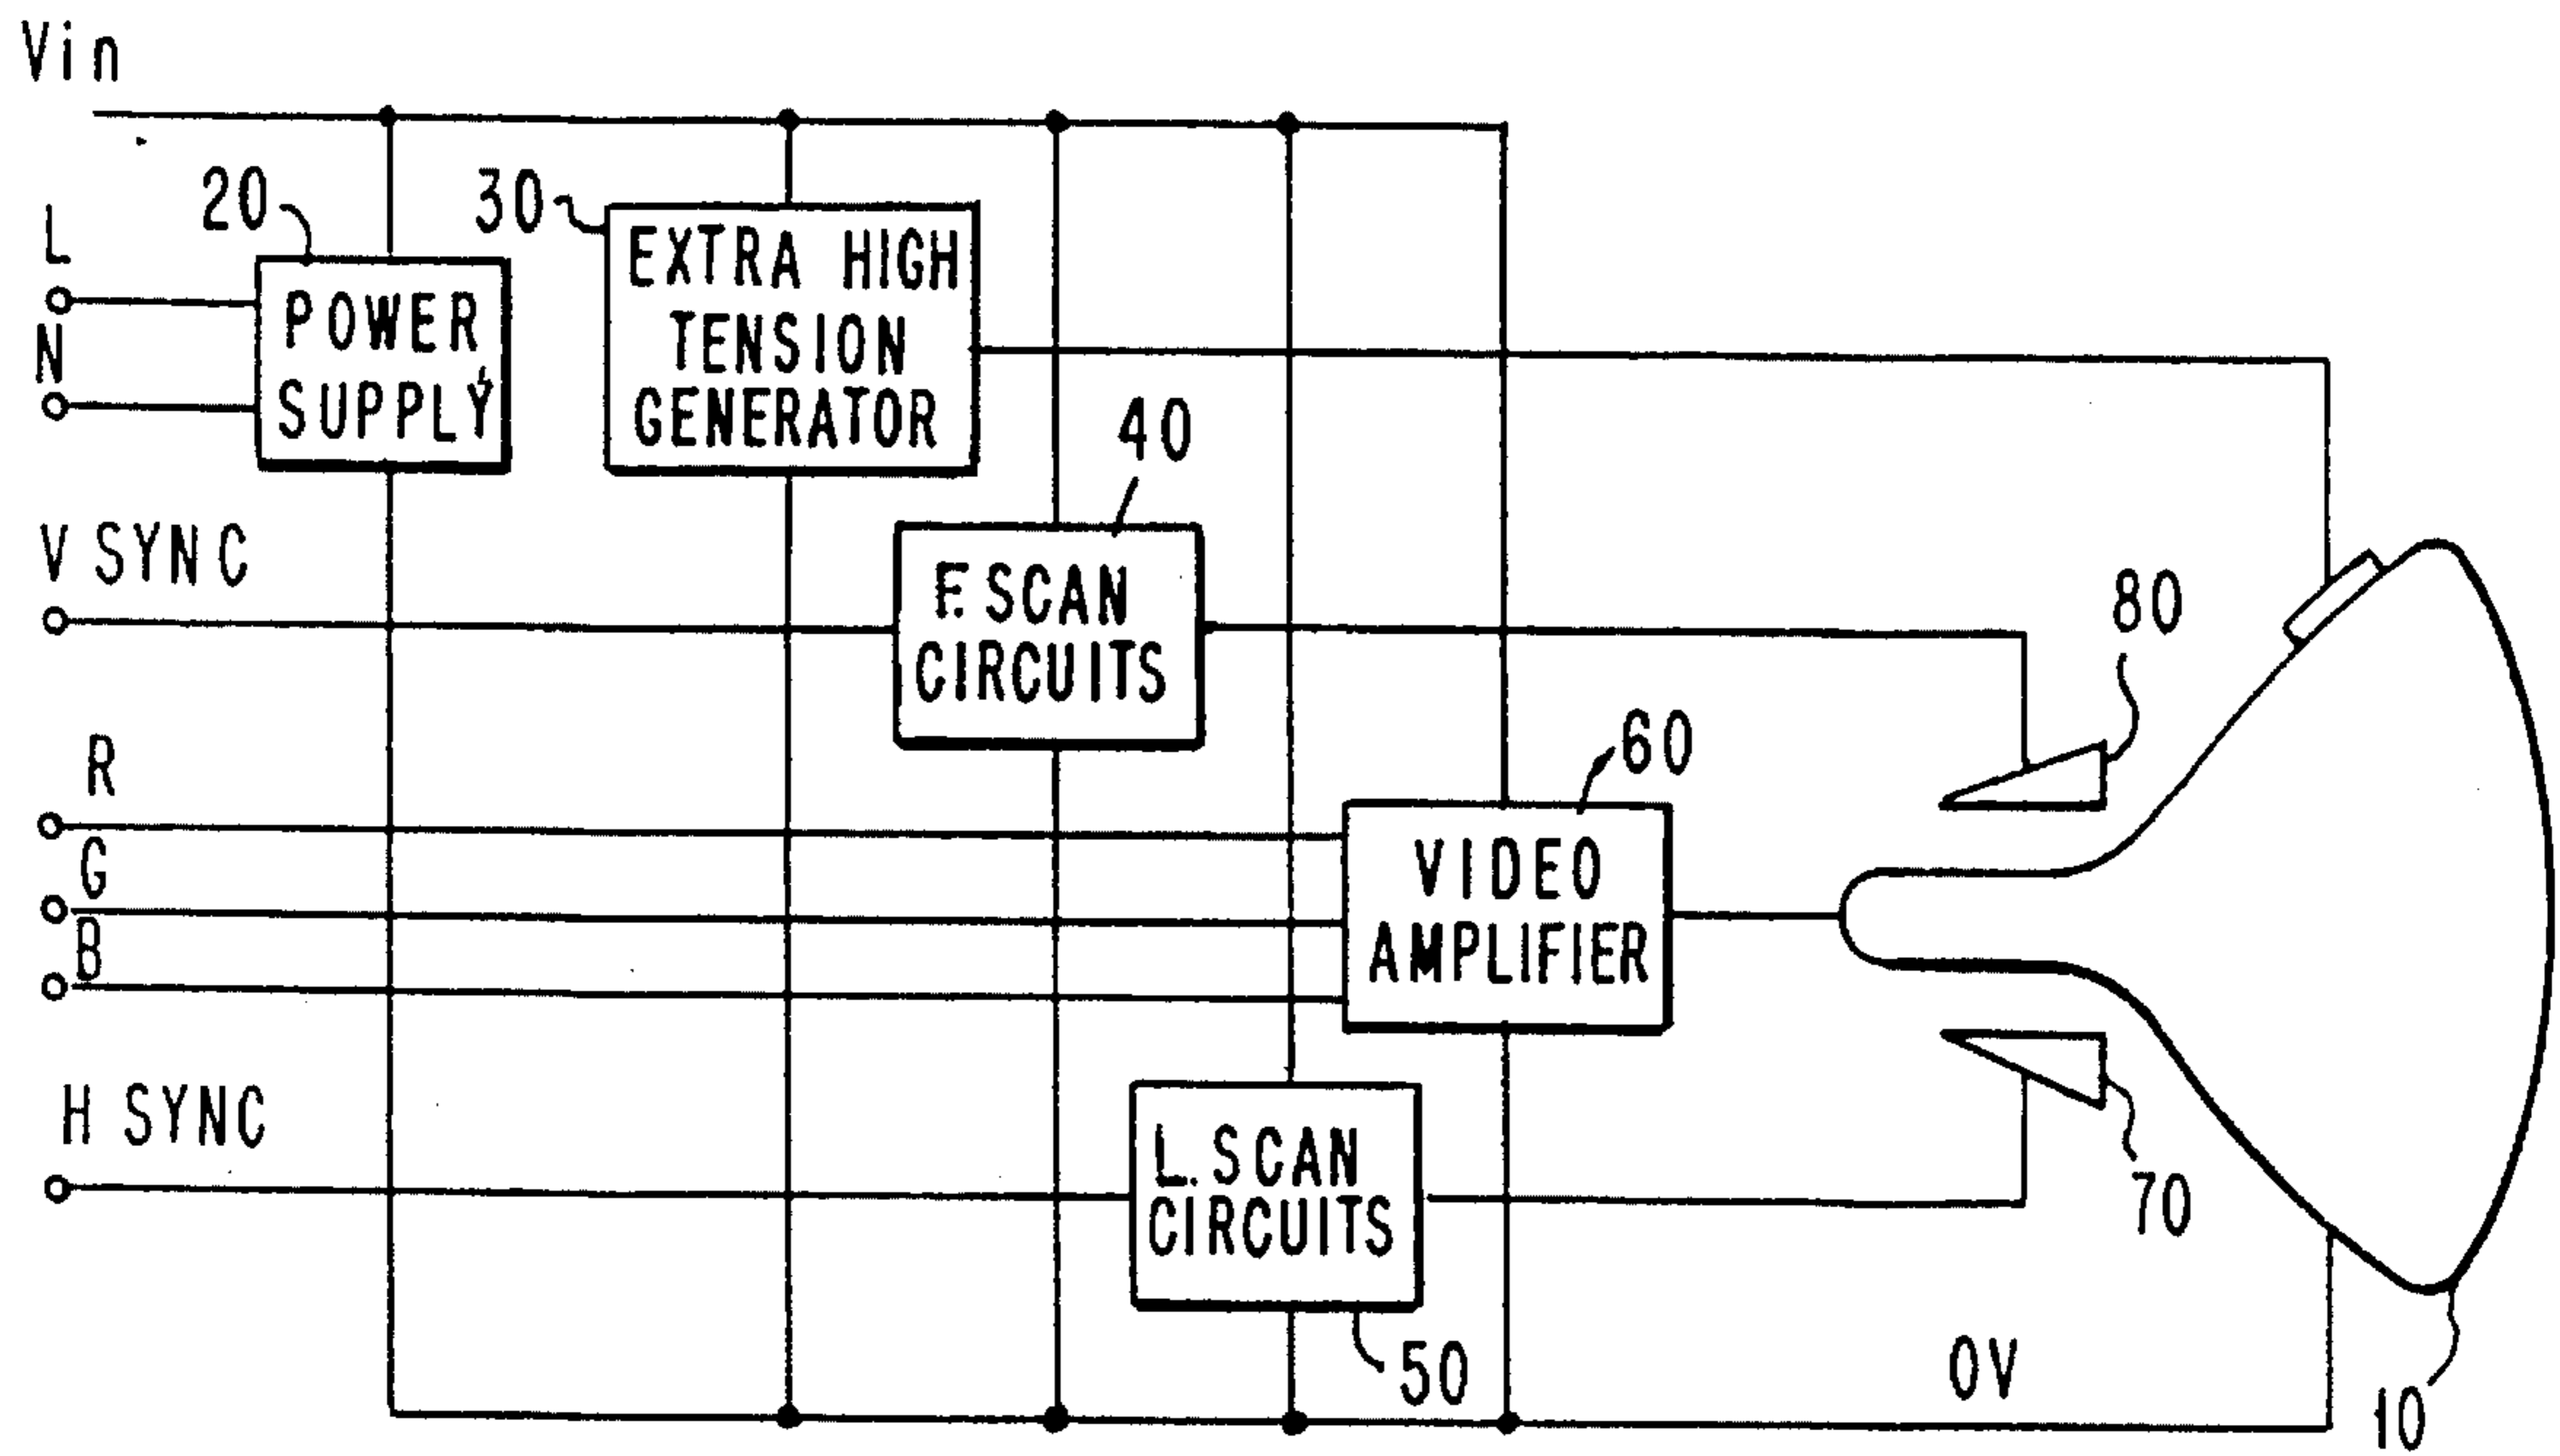 Vin
L
20
POWER
SUPPLY
N
30
EXTRA HIGH
TENSION
GENERATOR
V SYNC
40
F. SCAN
CIRCUITS
80
R
G
B
60
VIDEO
AMPLIFIER
H SYNC
L. SCAN
CIRCUITS
50
70
0V
10